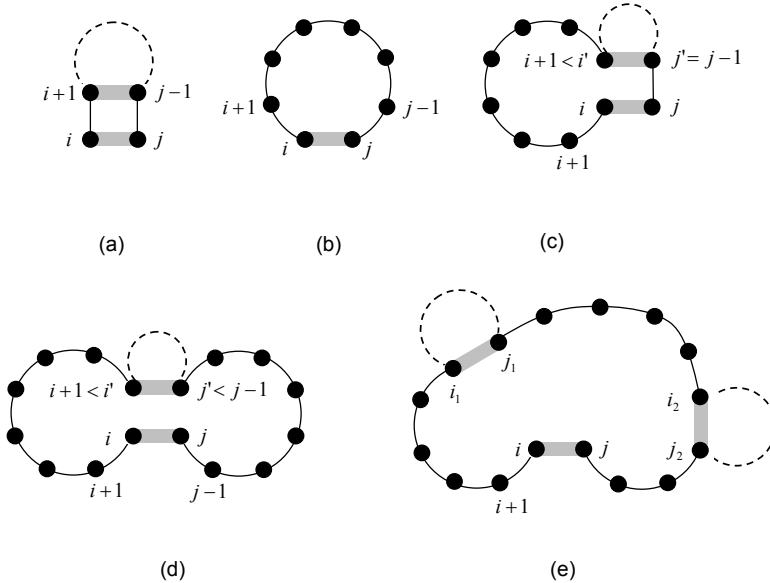 i+1 j−1
i j
(a)
i+1 j−1
i j
(b)
i+1 < i' j' = j−1
i j
i+1
(c)
i+1 < i' j' < j−1
i j
i+1 j−1
(d)
j₁
i₁
i₂
j₂
i j
i+1
(e)